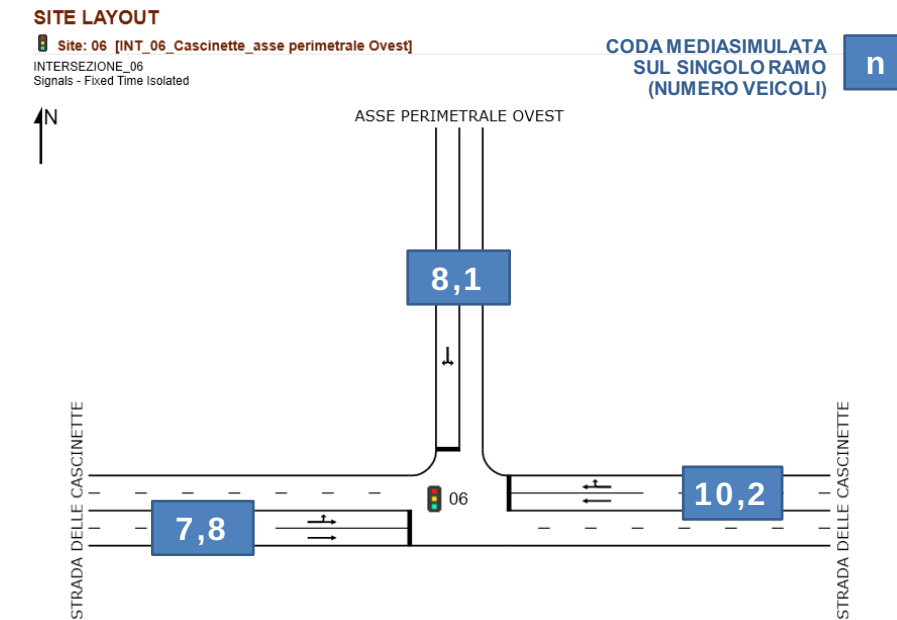 SITE LAYOUT
Site: 06 [INT_06_Cascinette_asse perimetrale Ovest]
INTERSEZIONE_06
Signals - Fixed Time Isolated
CODA MEDIASIMULATA
SUL SINGOLO RAMO
(NUMERO VEICOLI)
n
N
ASSE PERIMETRALE OVEST
8,1
STRADA DELLE CASCINETTE
7,8
06
10,2
STRADA DELLE CASCINETTE